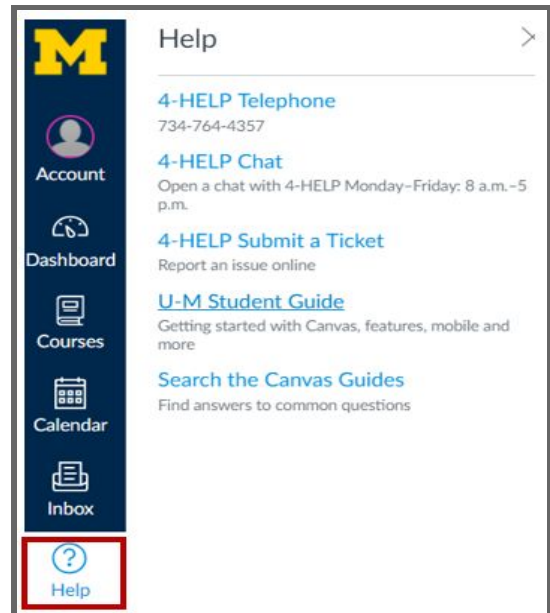 M
Account
Dashboard
Courses
Calendar
Inbox
Help
Help
4-HELP Telephone
734-764-4357
4-HELP Chat
Open a chat with 4-HELP Monday–Friday: 8 a.m.–5
p.m.
4-HELP Submit a Ticket
Report an issue online
U-M Student Guide
Getting started with Canvas, features, mobile and
more
Search the Canvas Guides
Find answers to common questions